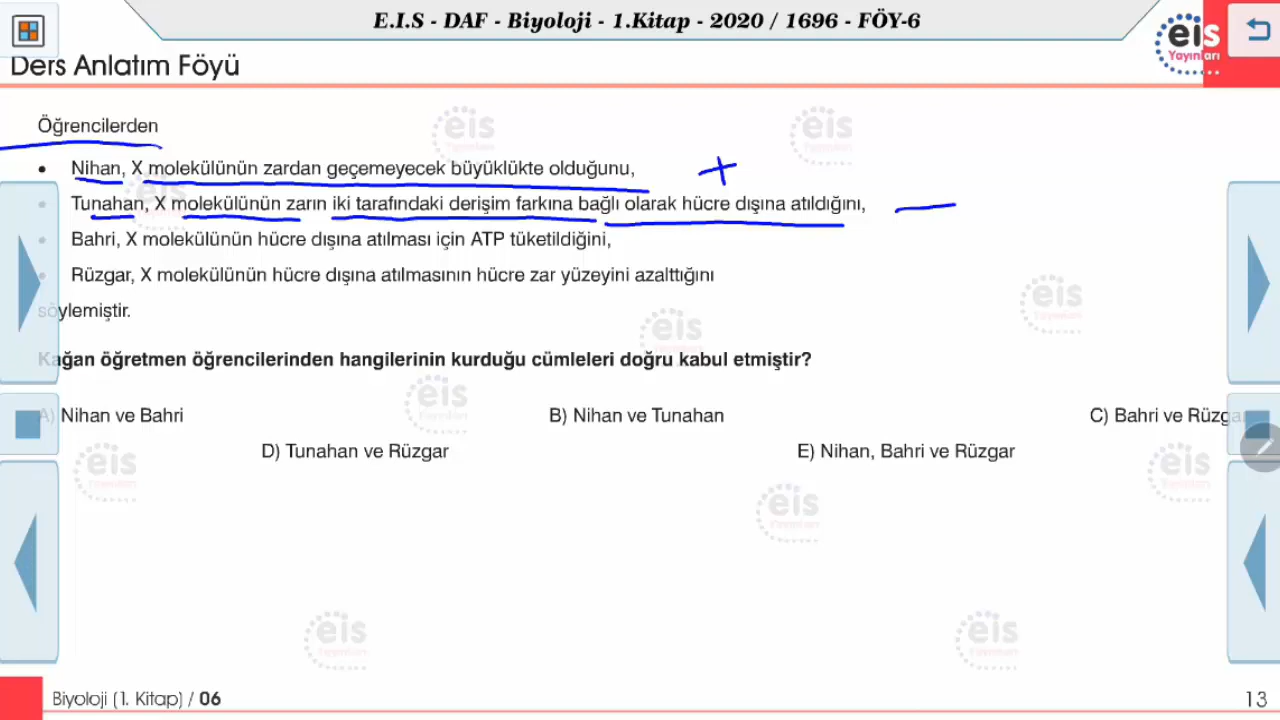 E.I.S - DAF - Biyoloji - 1.Kitap - 2020 / 1696 - FÖY-6
eis
Yayınları
Ders Anlatım Föyü
Öğrencilerden
• Nihan, X molekülünün zardan geçemeyecek büyüklükte olduğunu,
• Tunahan, X molekülünün zarın iki tarafındaki derişim farkına bağlı olarak hücre dışına atıldığını,
• Bahri, X molekülünün hücre dışına atılması için ATP tüketildiğini,
• Rüzgar, X molekülünün hücre dışına atılmasının hücre zar yüzeyini azalttığını
söylemiştir.
Kağan öğretmen öğrencilerinden hangilerinin kurduğu cümleleri doğru kabul etmiştir?
A) Nihan ve Bahri B) Nihan ve Tunahan C) Bahri ve Rüzgar
D) Tunahan ve Rüzgar E) Nihan, Bahri ve Rüzgar
Biyoloji (1. Kitap) / 06 13